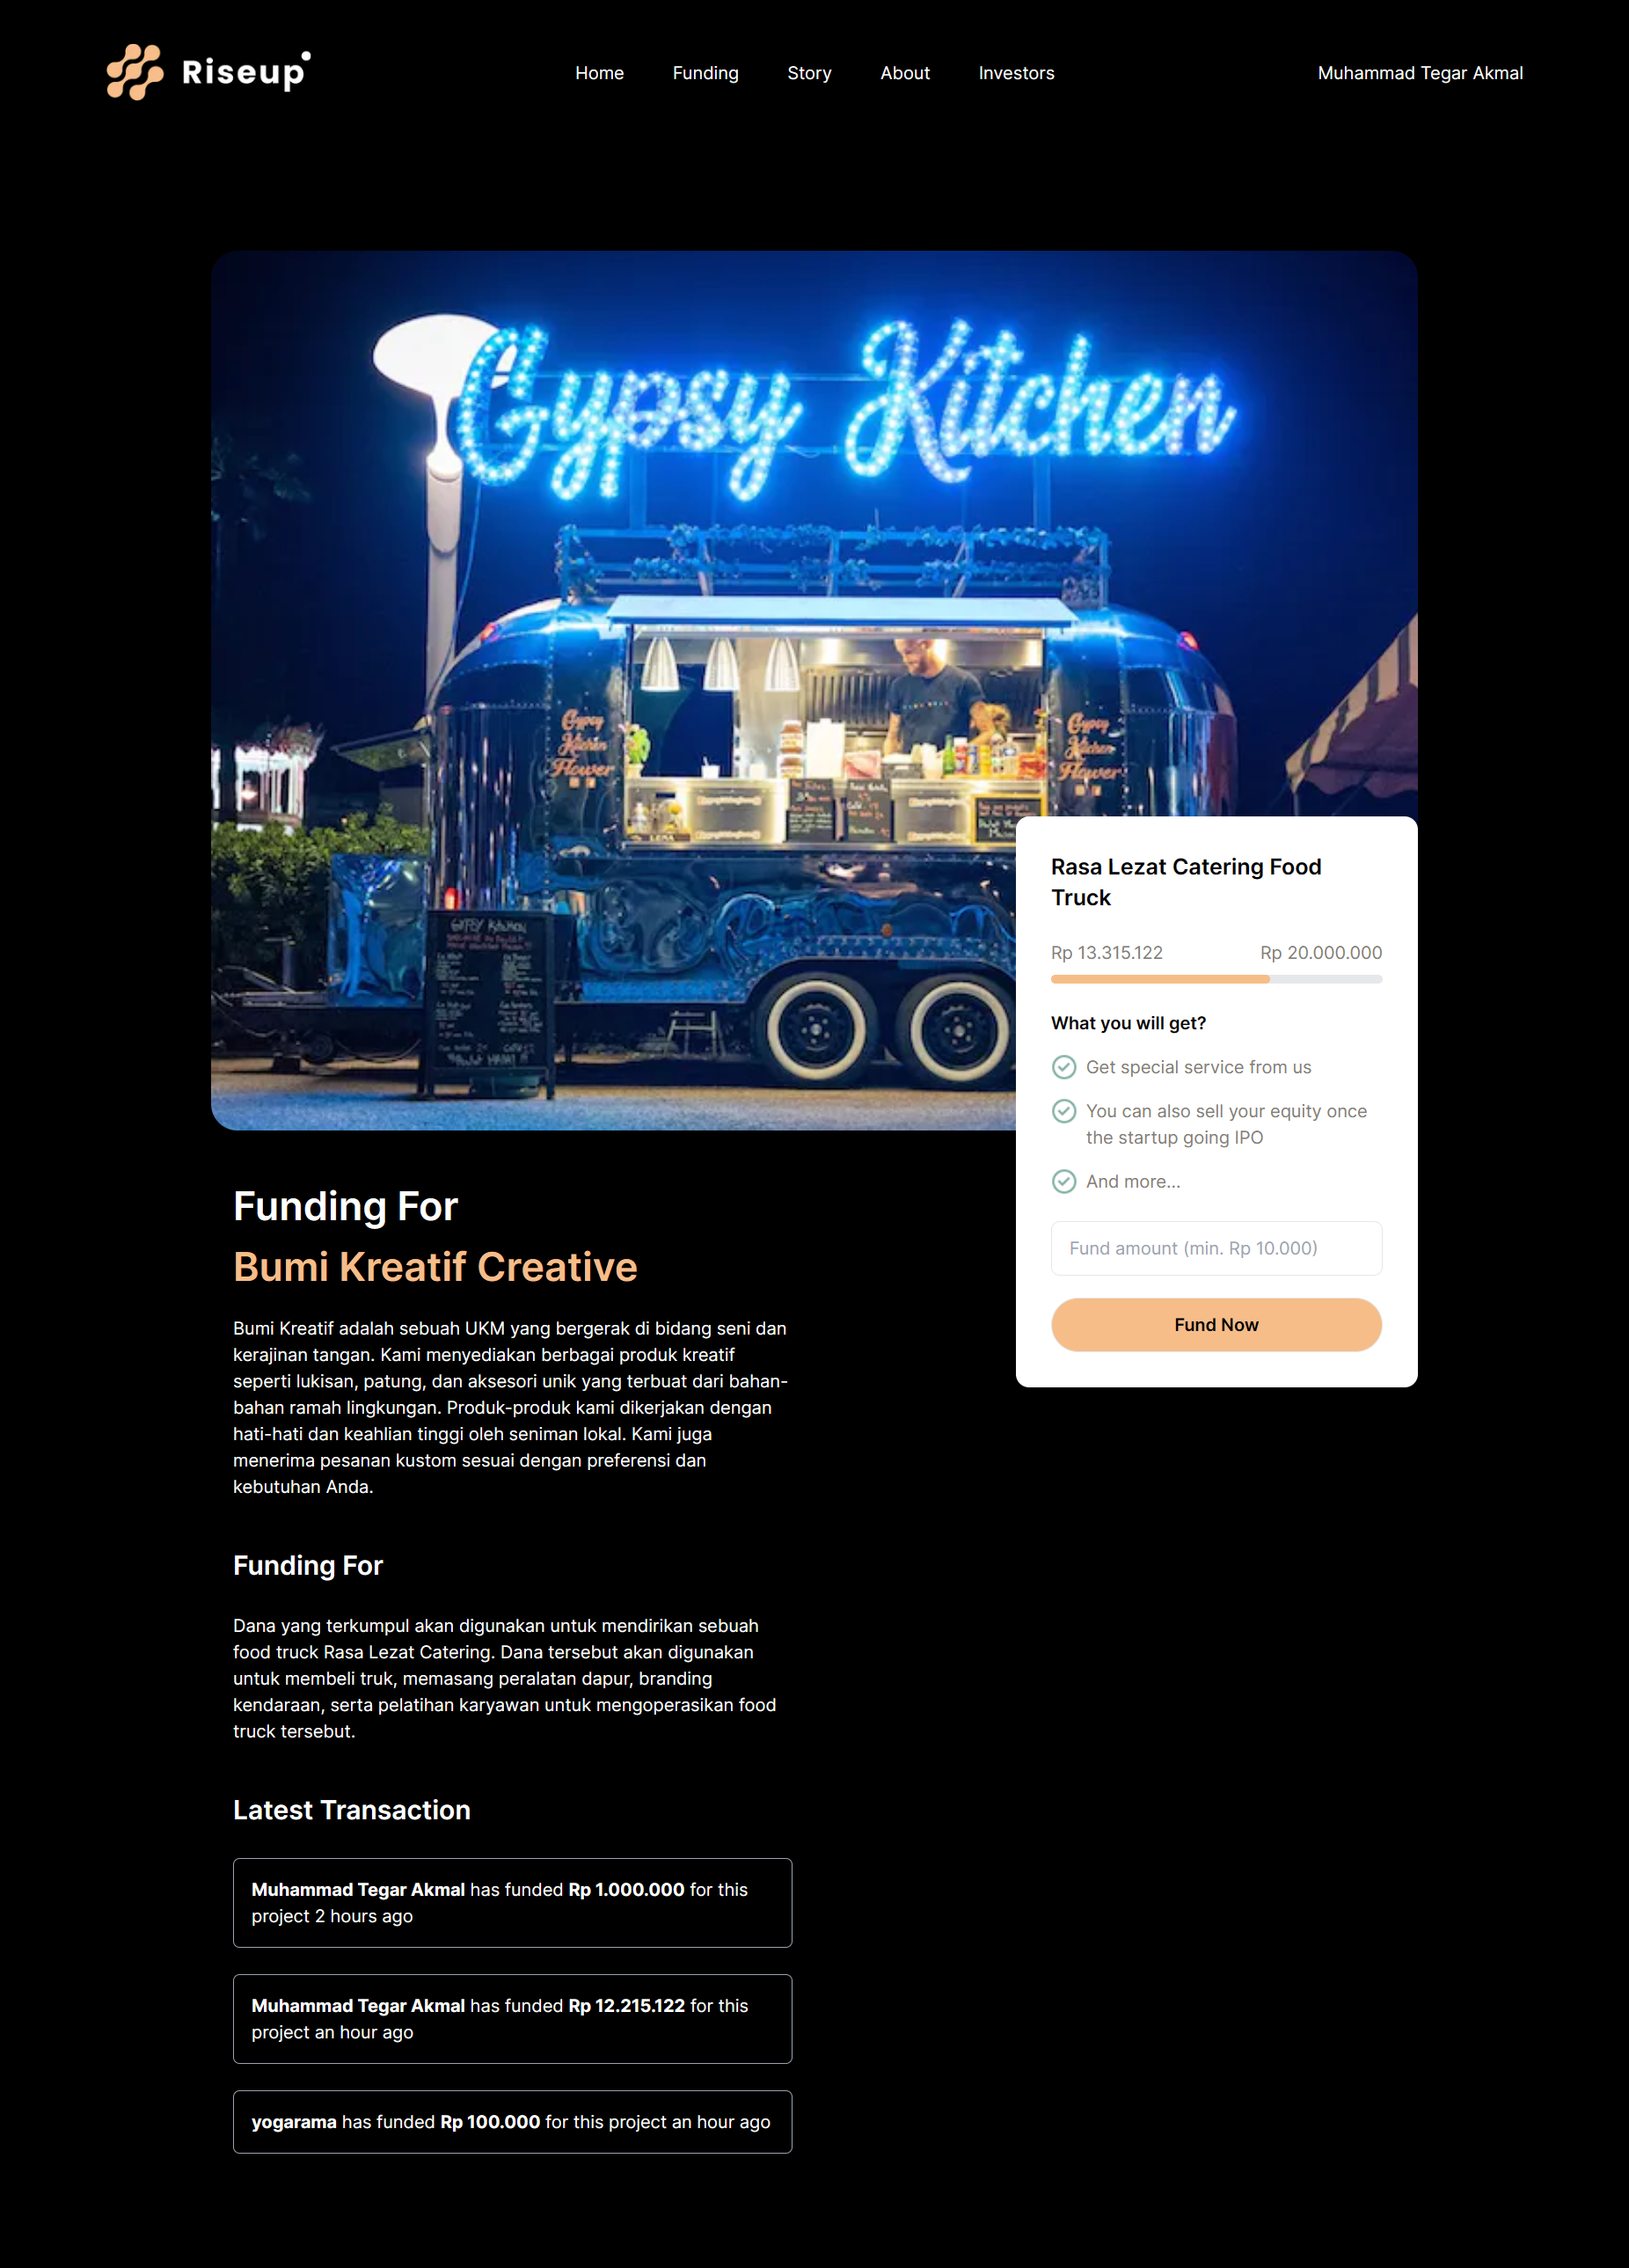 Riseup
Home Funding Story About Investors
Muhammad Tegar Akmal
Gypsy Kitchen
Gypsy
Kitchen
Flower
Gypsy
Kitchen
Flower
GYPSY Kitchen
Rasa Lezat Catering Food
Truck
Rp 13.315.122 Rp 20.000.000
What you will get?
Get special service from us
You can also sell your equity once
the startup going IPO
And more...
Fund amount (min. Rp 10.000)
Fund Now
Funding For
Bumi Kreatif Creative
Bumi Kreatif adalah sebuah UKM yang bergerak di bidang seni dan
kerajinan tangan. Kami menyediakan berbagai produk kreatif
seperti lukisan, patung, dan aksesori unik yang terbuat dari bahan-
bahan ramah lingkungan. Produk-produk kami dikerjakan dengan
hati-hati dan keahlian tinggi oleh seniman lokal. Kami juga
menerima pesanan kustom sesuai dengan preferensi dan
kebutuhan Anda.
Funding For
Dana yang terkumpul akan digunakan untuk mendirikan sebuah
food truck Rasa Lezat Catering. Dana tersebut akan digunakan
untuk membeli truk, memasang peralatan dapur, branding
kendaraan, serta pelatihan karyawan untuk mengoperasikan food
truck tersebut.
Latest Transaction
Muhammad Tegar Akmal has funded Rp 1.000.000 for this
project 2 hours ago
Muhammad Tegar Akmal has funded Rp 12.215.122 for this
project an hour ago
yogarama has funded Rp 100.000 for this project an hour ago